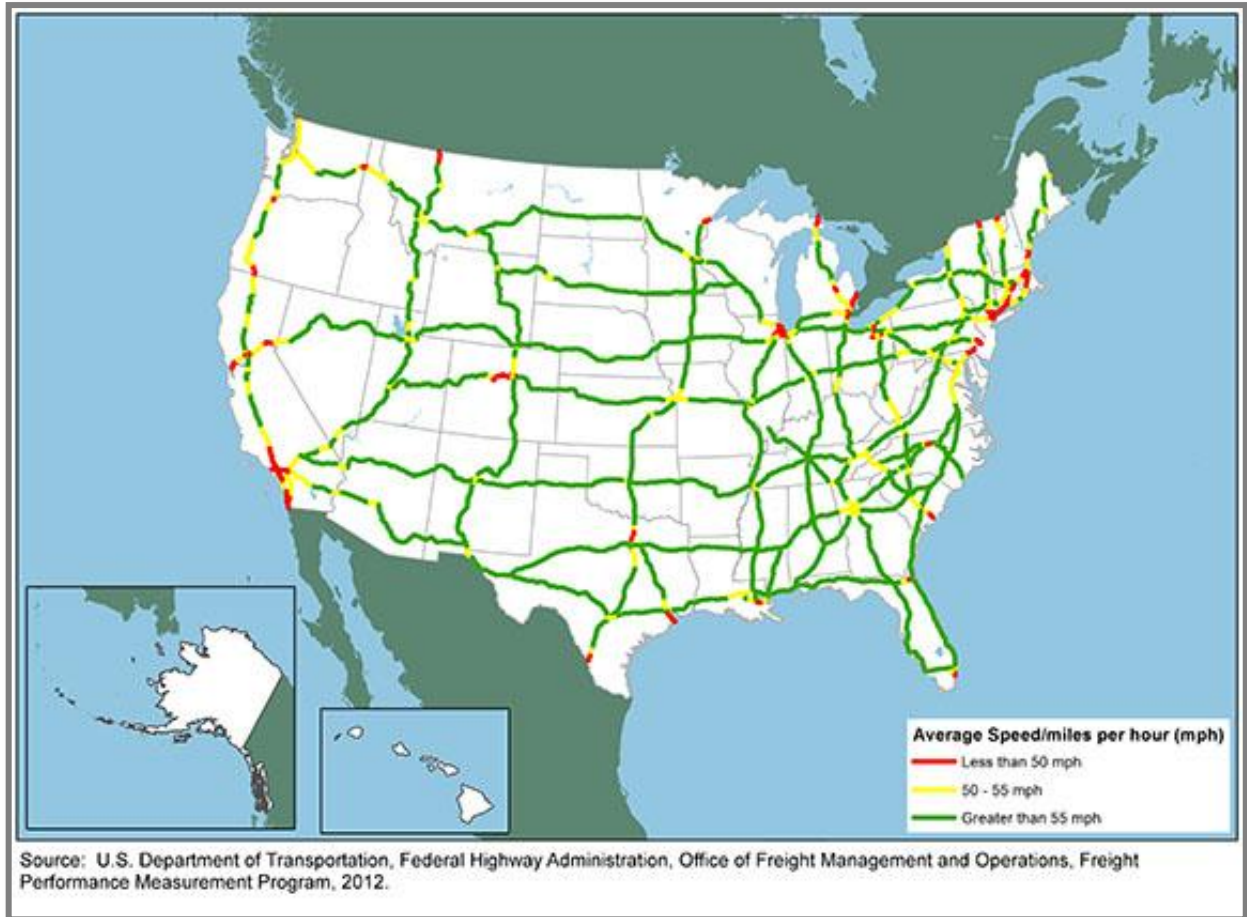 Average Speed/miles per hour (mph)
Less than 50 mph
50 - 55 mph
Greater than 55 mph
Source: U.S. Department of Transportation, Federal Highway Administration, Office of Freight Management and Operations, Freight
Performance Measurement Program, 2012.